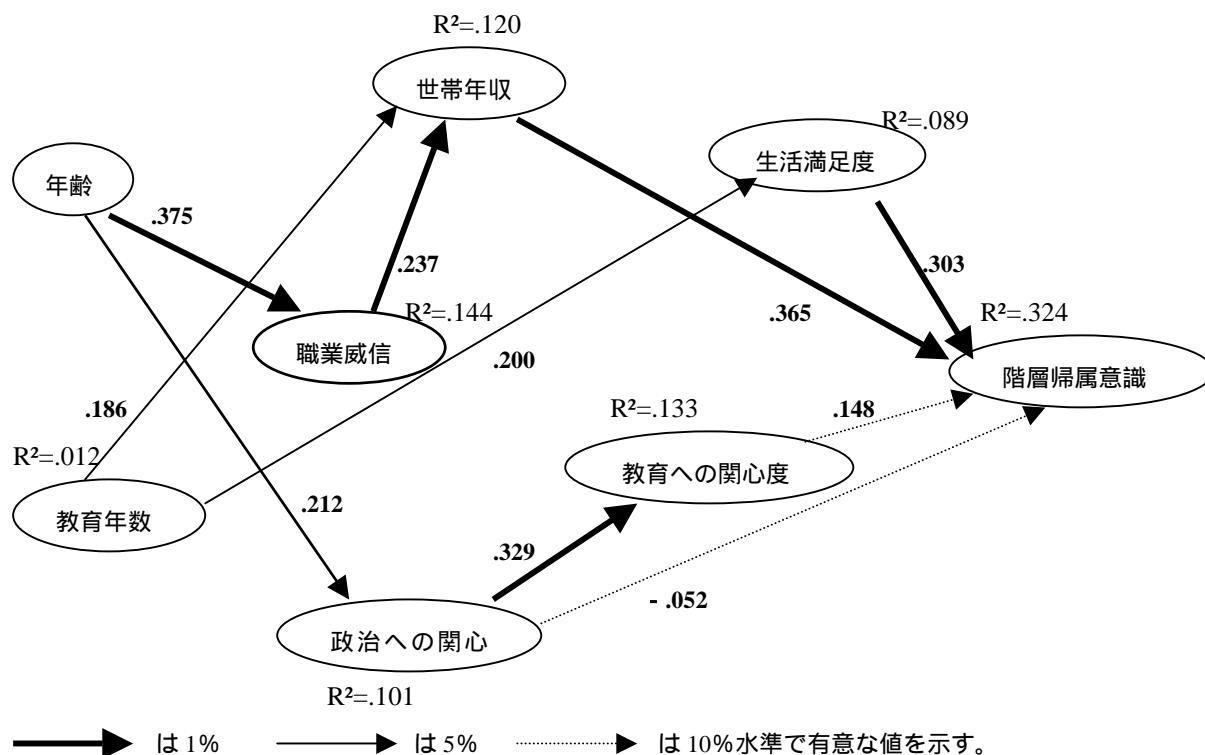 R²=.120
世帯年収
R²=.089
生活満足度
年齢
.375
.237
.303
R²=.144
.365
R²=.324
職業威信
.200
階層帰属意識
.186
R²=.133
.148
R²=.012
教育への関心度
教育年数
.212
.329
- .052
政治への関心
R²=.101
は 1% は 5% は 10%水準で有意な値を示す。